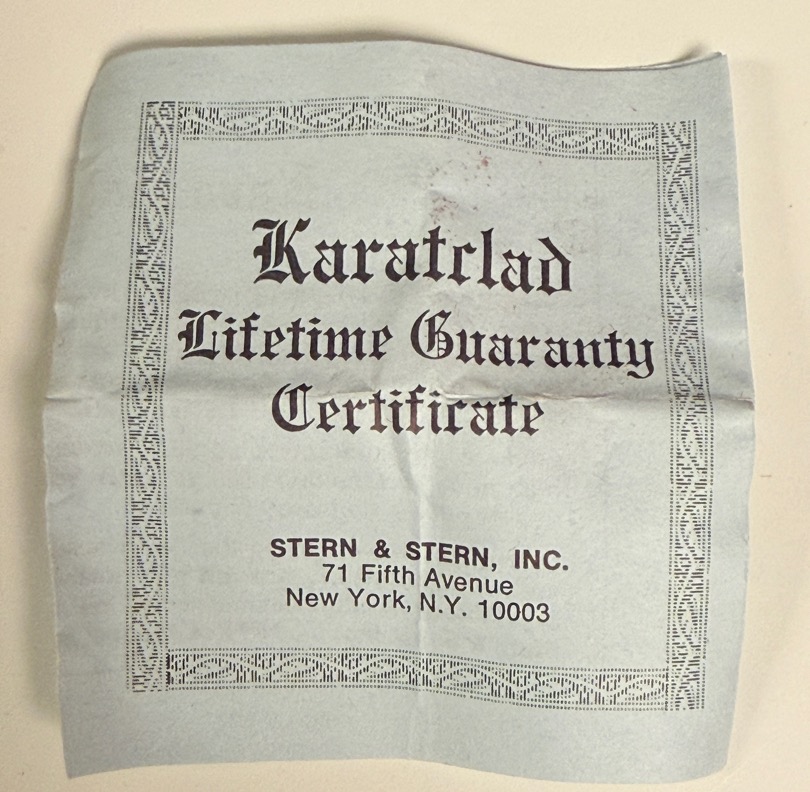 Karatclad
Lifetime Guaranty
Certificate
STERN & STERN, INC.
71 Fifth Avenue
New York, N.Y. 10003